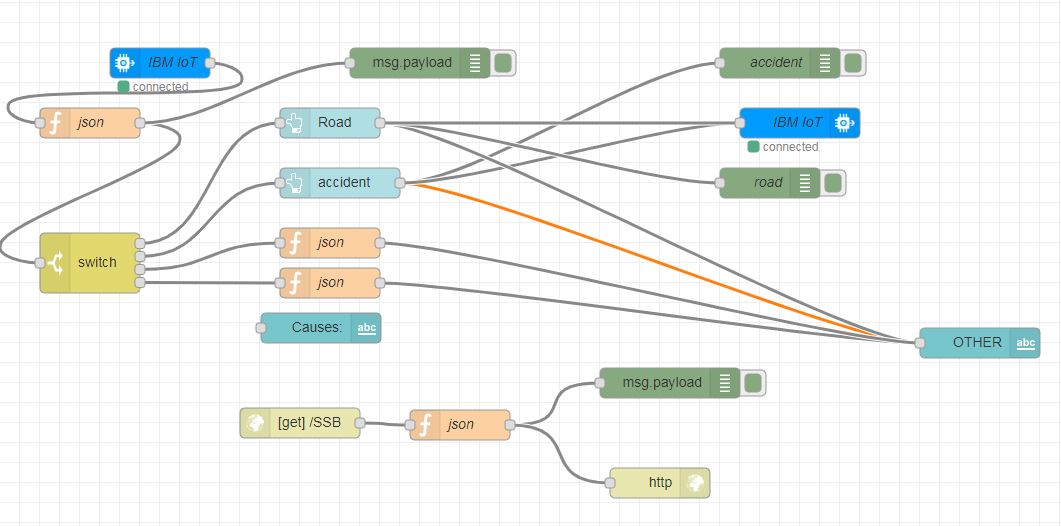 IBM IoT
msg.payload
accident
connected
json
Road
IBM IoT
connected
accident
road
switch
json
json
Causes:
abc
OTHER
abc
msg.payload
[get] /SSB
json
http